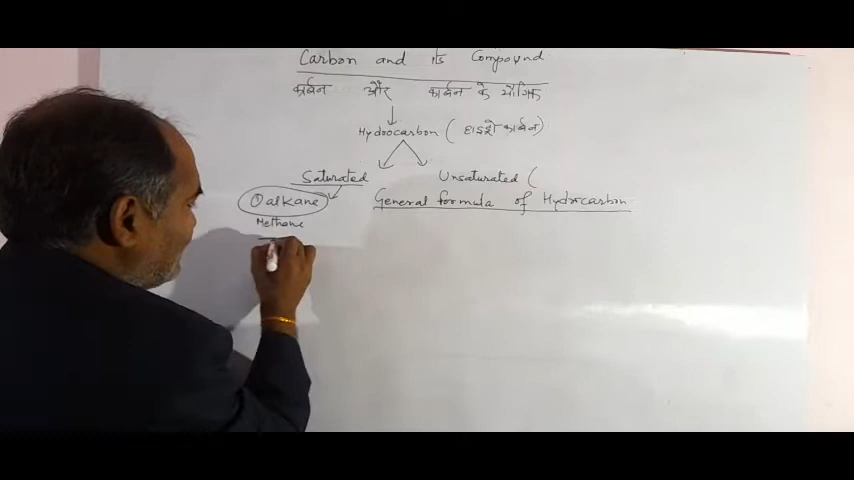 Carbon and its Compound
कार्बन और कार्बन के यौगिक
Hydrocarbon ( हाइड्रो कार्बन)
Saturated Unsaturated (
① alkane General formula of Hydrocarbon
Methane